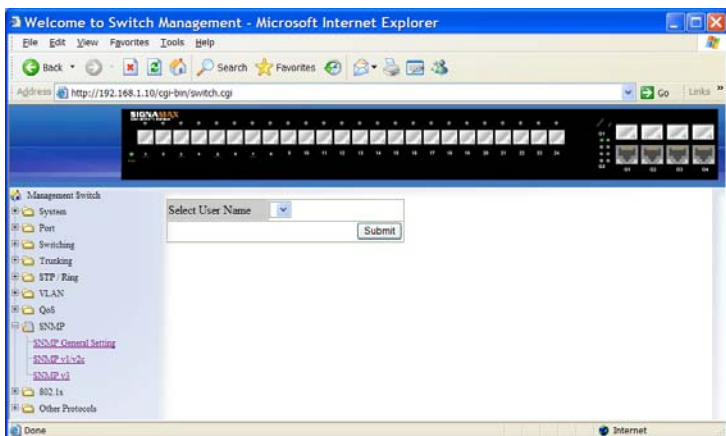 Welcome to Switch Management - Microsoft Internet Explorer
File Edit View Favorites Tools Help
Back Search Favorites
Address http://192.168.1.10/cgi-bin/switch.cgi Go Links »
SIGNAMAX
Management Switch
System
Port
Switching
Trunking
STP / Ring
VLAN
QoS
SNMP
SNMP General Setting
SNMP v1/v2c
SNMP v3
802.1x
Other Protocols
Select User Name
Submit
Done Internet